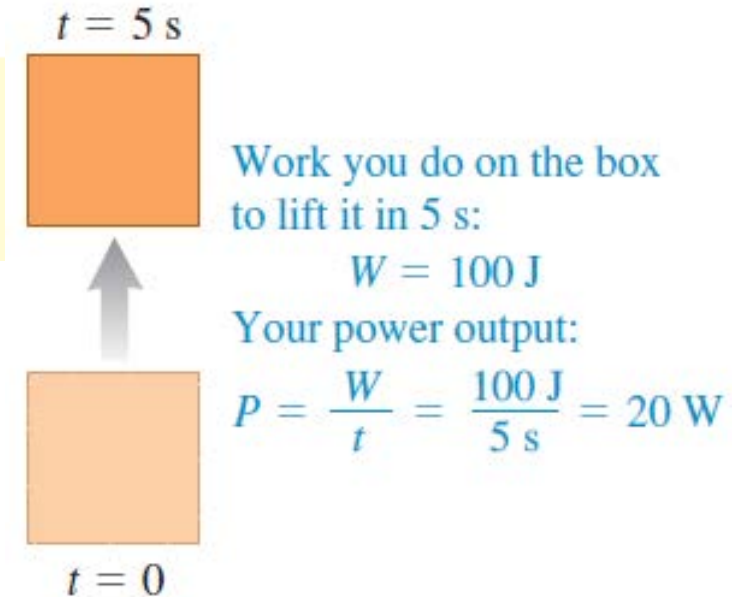 t = 5 s
Work you do on the box
to lift it in 5 s:
W = 100 J
Your power output:
P = W/t = 100 J/5 s = 20 W
t = 0